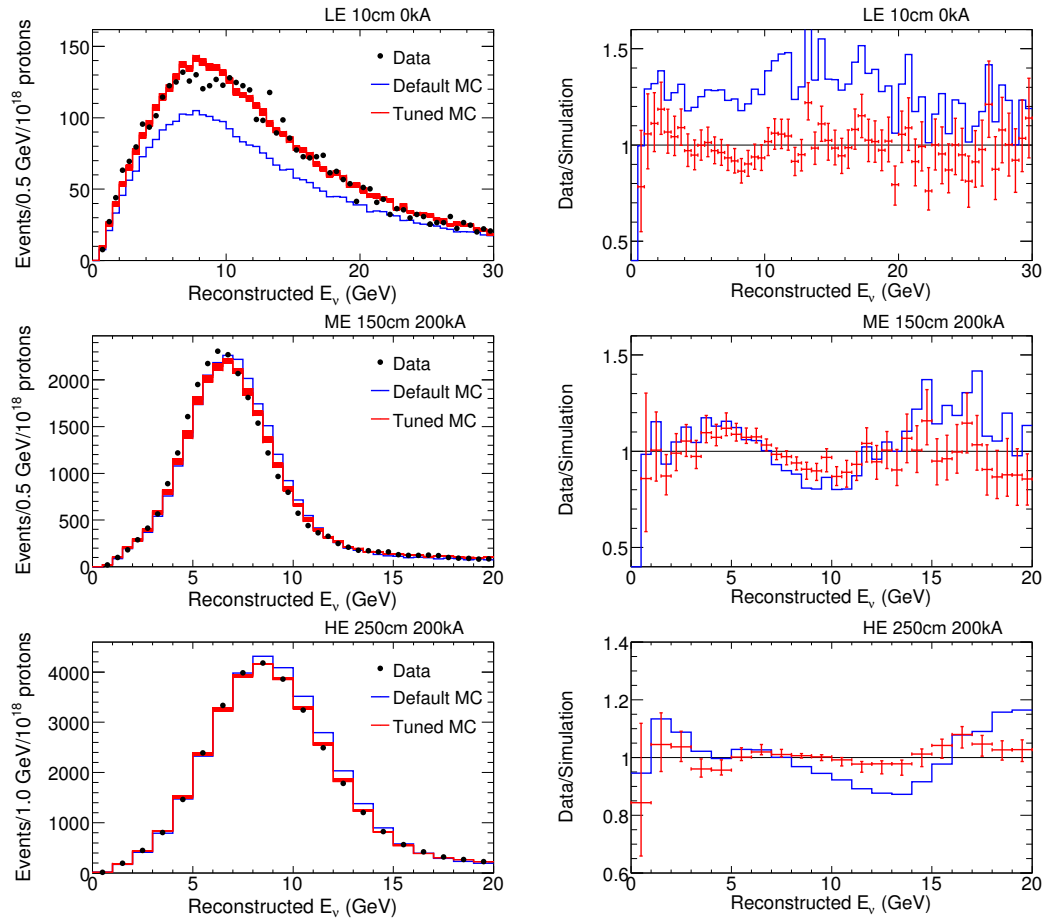 LE 10cm 0kA
Events/0.5 GeV/10^18 protons
150
100
50
0
Data
Default MC
Tuned MC
0 10 20 30
Reconstructed E_ν (GeV)
LE 10cm 0kA
Data/Simulation
1.5
1
0.5
0 10 20 30
Reconstructed E_ν (GeV)
ME 150cm 200kA
Events/0.5 GeV/10^18 protons
2000
1500
1000
500
0
Data
Default MC
Tuned MC
0 5 10 15 20
Reconstructed E_ν (GeV)
ME 150cm 200kA
Data/Simulation
1.5
1
0.5
0 5 10 15 20
Reconstructed E_ν (GeV)
HE 250cm 200kA
Events/1.0 GeV/10^18 protons
4000
3000
2000
1000
0
Data
Default MC
Tuned MC
0 5 10 15 20
Reconstructed E_ν (GeV)
HE 250cm 200kA
Data/Simulation
1.4
1.2
1
0.8
0.6
0 5 10 15 20
Reconstructed E_ν (GeV)